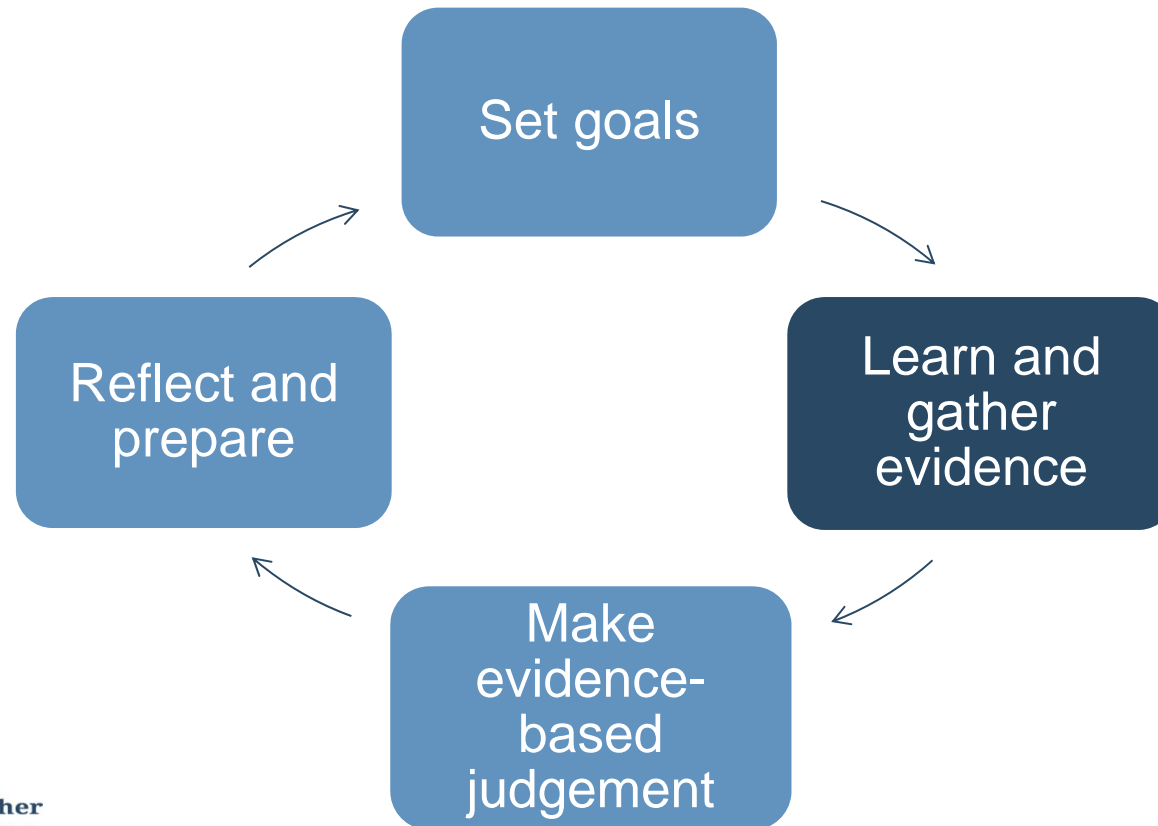 Set goals
Learn and
gather
evidence
Reflect and
prepare
Make
evidence-
based
judgement